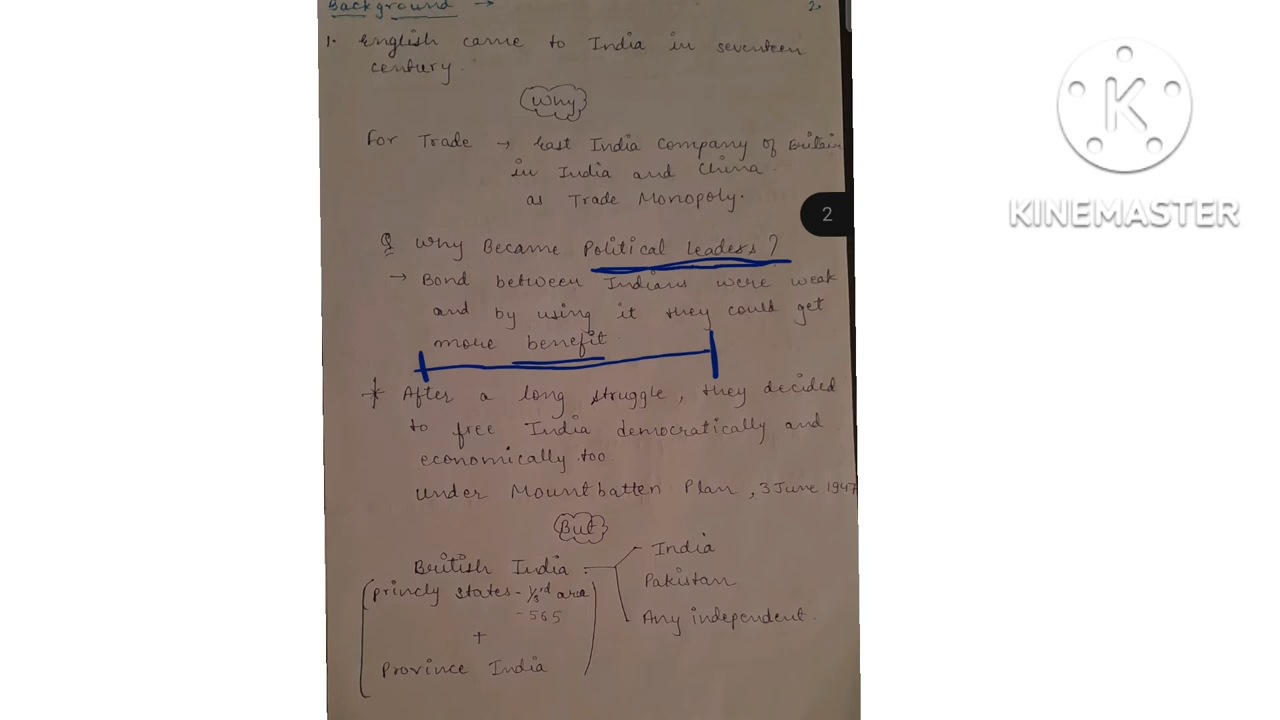 Background →
2.
1. English came to India in seventeen
century.
Why
For Trade → East India Company of Britain
in India and China.
as Trade Monopoly.
2
Q Why Became Political Leaders?
→ Bond between Indians were weak
and by using it they could get
more benefit
* After a long struggle, they decided
to free India democratically and
economically too.
Under Mountbatten Plan, 3 June 1947
But
British India :
India
Pakistan
Any independent.
(princly states - 1/3rd area
- 565
+
Province India
KINEMASTER